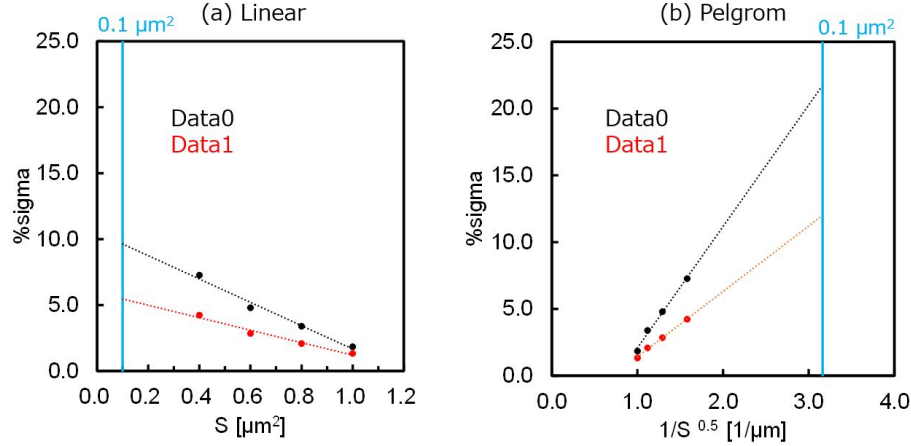 (a) Linear
0.1 µm²
25.0
20.0
15.0
10.0
5.0
0.0
%sigma
Data0
Data1
0.0 0.2 0.4 0.6 0.8 1.0 1.2
S [µm²]
(b) Pelgrom
0.1 µm²
25.0
20.0
15.0
10.0
5.0
0.0
%sigma
Data0
Data1
0.0 1.0 2.0 3.0 4.0
1/S ⁰·⁵ [1/µm]